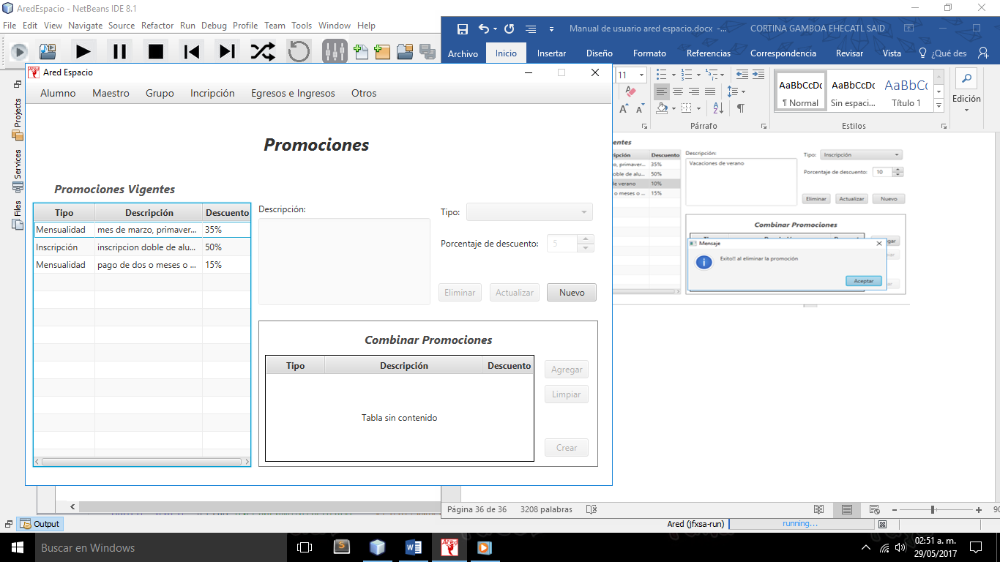 AredEspacio - NetBeans IDE 8.1
File Edit View Navigate Source Refactor Run Debug Profile Team Tools Window Help
Manual de usuario ared espacio.docx -...
CORTINA GAMBOA EHECATL SAID
Archivo Inicio Insertar Diseño Formato Referencias Correspondencia Revisar Vista ¿Qué des
11
AaBbCcDc AaBbCcDc AaBbCcDc
¶ Normal Sin espaci... Título 1
Edición
Párrafo Estilos
Projects
Services
Files
Ared Espacio
Alumno Maestro Grupo Incripción Egresos e Ingresos Otros
Promociones
Promociones Vigentes
Tipo Descripción Descuento
Mensualidad mes de marzo, primaver... 35%
Inscripción inscripcion doble de alu... 50%
Mensualidad pago de dos o meses o ... 15%
Descripción:
Tipo:
Porcentaje de descuento: 5
Eliminar Actualizar Nuevo
Combinar Promociones
Tipo Descripción Descuento
Tabla sin contenido
Agregar
Limpiar
Crear
entes
ipción Descuento
o, primaver... 35%
doble de alu... 50%
de verano 10%
o meses o ... 15%
Descripción:
Vacaciones de verano
Tipo: Inscripción
Porcentaje de descuento: 10
Eliminar Actualizar Nuevo
Combinar Promociones
Mensaje
Exito!! al eliminar la promoción
Aceptar
Página 36 de 36 3208 palabras
90
Output
Ared (jfxsa-run) running...
Buscar en Windows
02:51 a. m.
29/05/2017